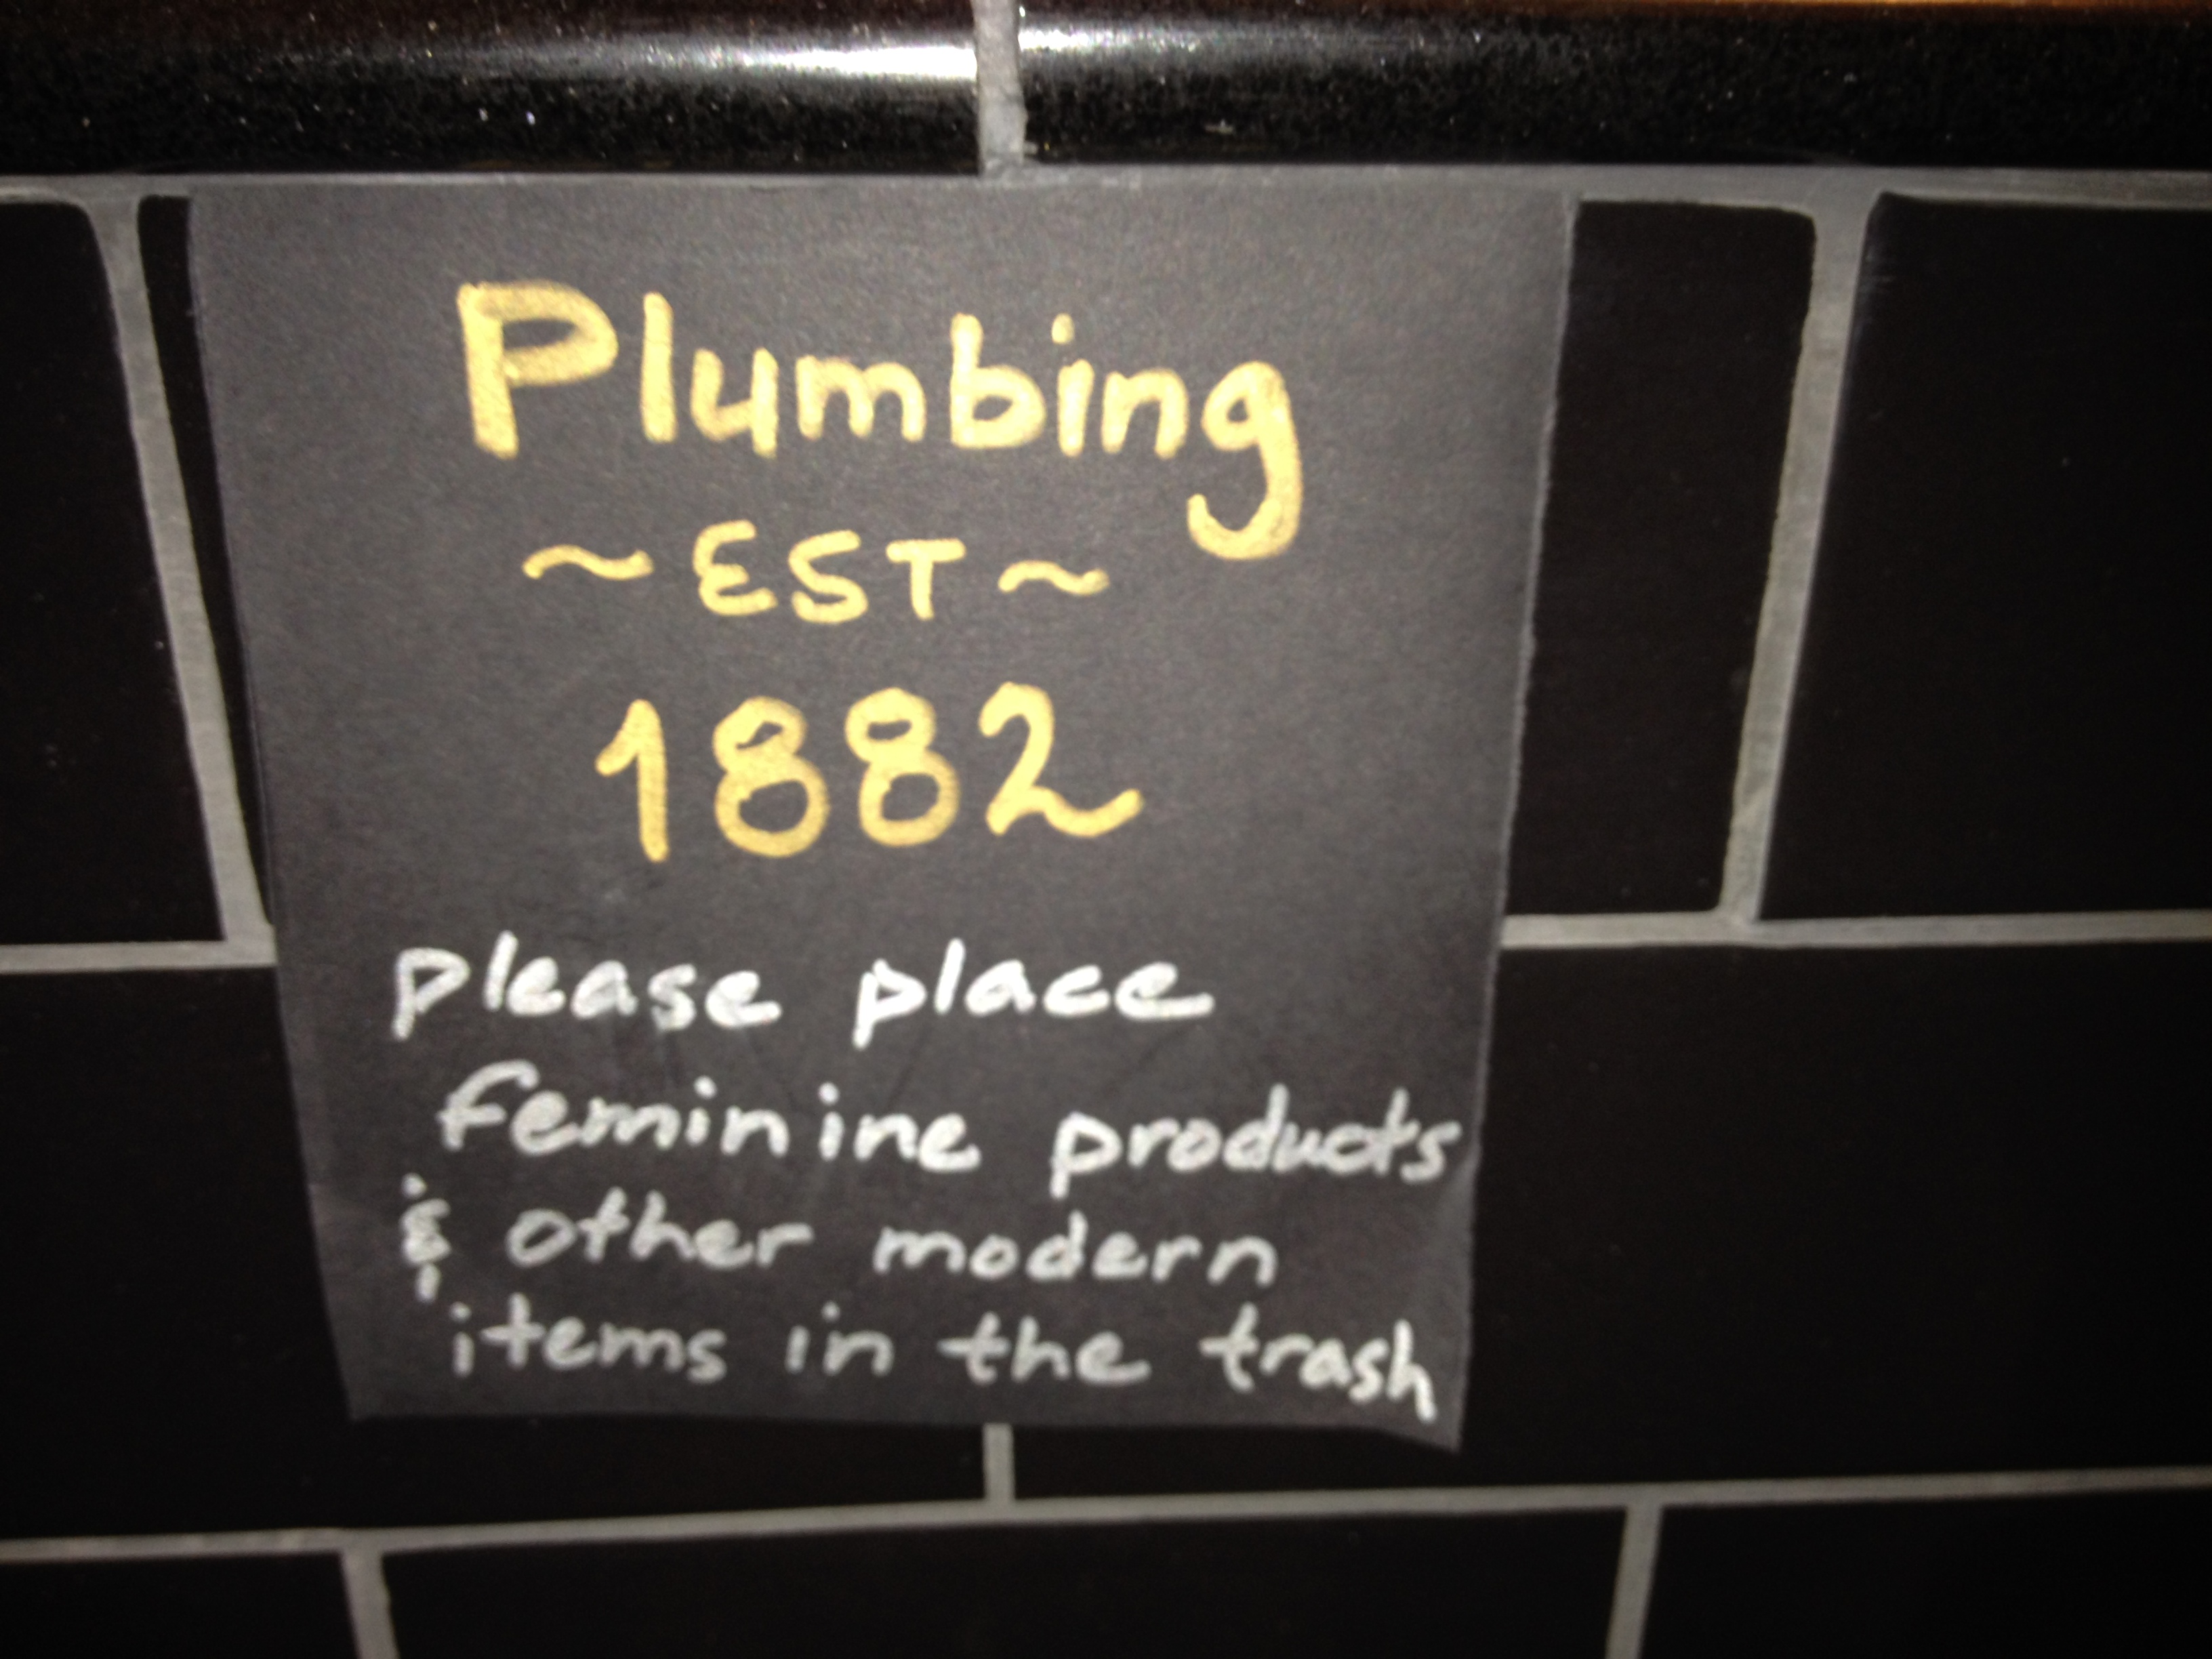 Plumbing
~ EST ~
1882
please place
feminine products
& other modern
items in the trash